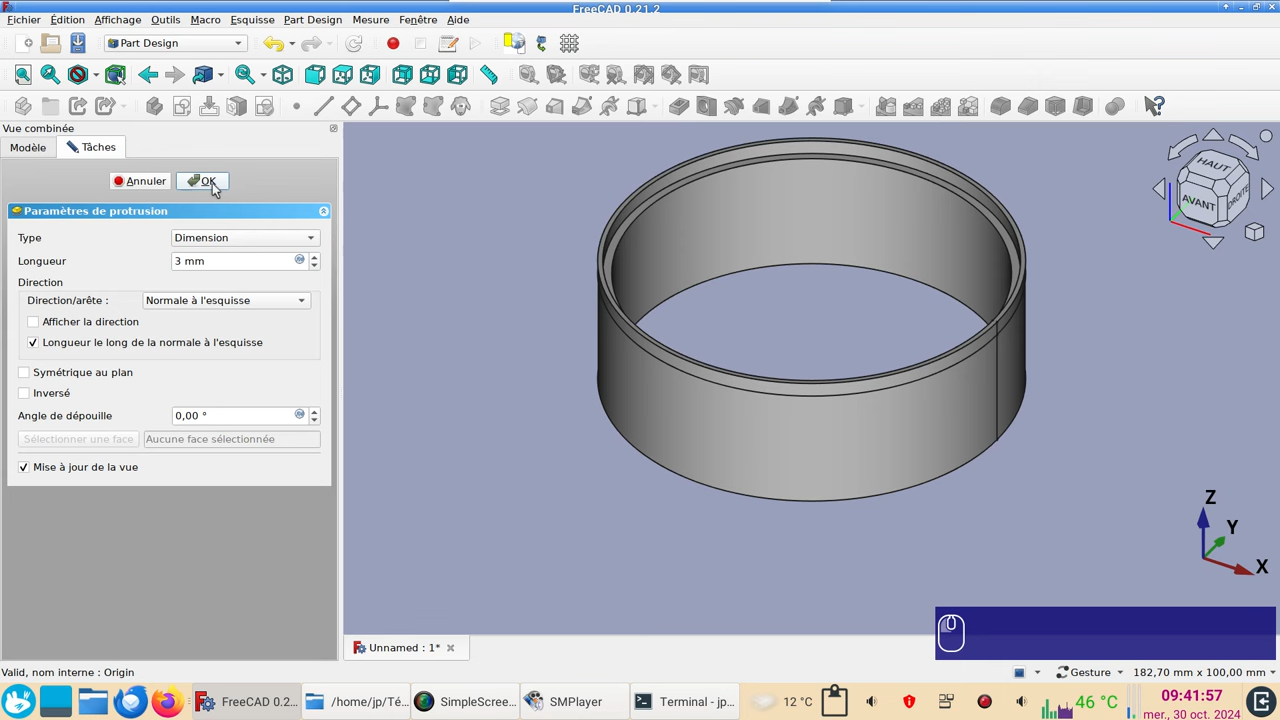 FreeCAD 0.21.2
Fichier Édition Affichage Outils Macro Esquisse Part Design Mesure Fenêtre Aide
Part Design
Vue combinée
Modèle Tâches
Annuler OK
Paramètres de protrusion
Type Dimension
Longueur 3 mm
Direction
Direction/arête : Normale à l'esquisse
Afficher la direction
Longueur le long de la normale à l'esquisse
Symétrique au plan
Inversé
Angle de dépouille 0,00 °
Sélectionner une face Aucune face sélectionnée
Mise à jour de la vue
HAUT
AVANT
DROITE
Z
Y
X
Unnamed : 1*
Valid, nom interne : Origin
Gesture 182,70 mm x 100,00 mm
FreeCAD 0.2... /home/jp/Té... SimpleScree... SMPlayer Terminal - jp... 12 °C 46 °C
09:41:57
mer., 30 oct. 2024